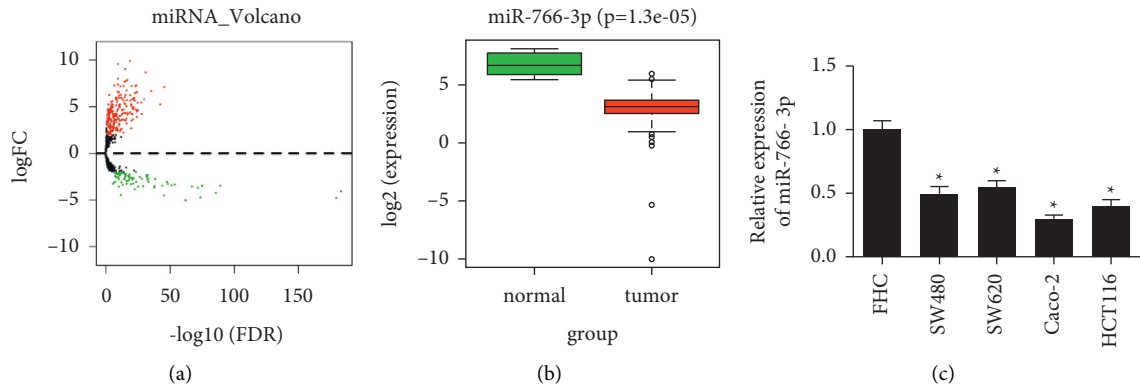 miRNA_Volcano
logFC
10
5
0
−5
−10
0 50 100 150
-log10 (FDR)
(a)
miR-766-3p (p=1.3e-05)
log2 (expression)
5
0
−5
−10
normal tumor
group
(b)
Relative expression
of miR-766- 3p
1.5
1.0
0.5
0.0
* * * *
FHC
SW480
SW620
Caco-2
HCT116
(c)